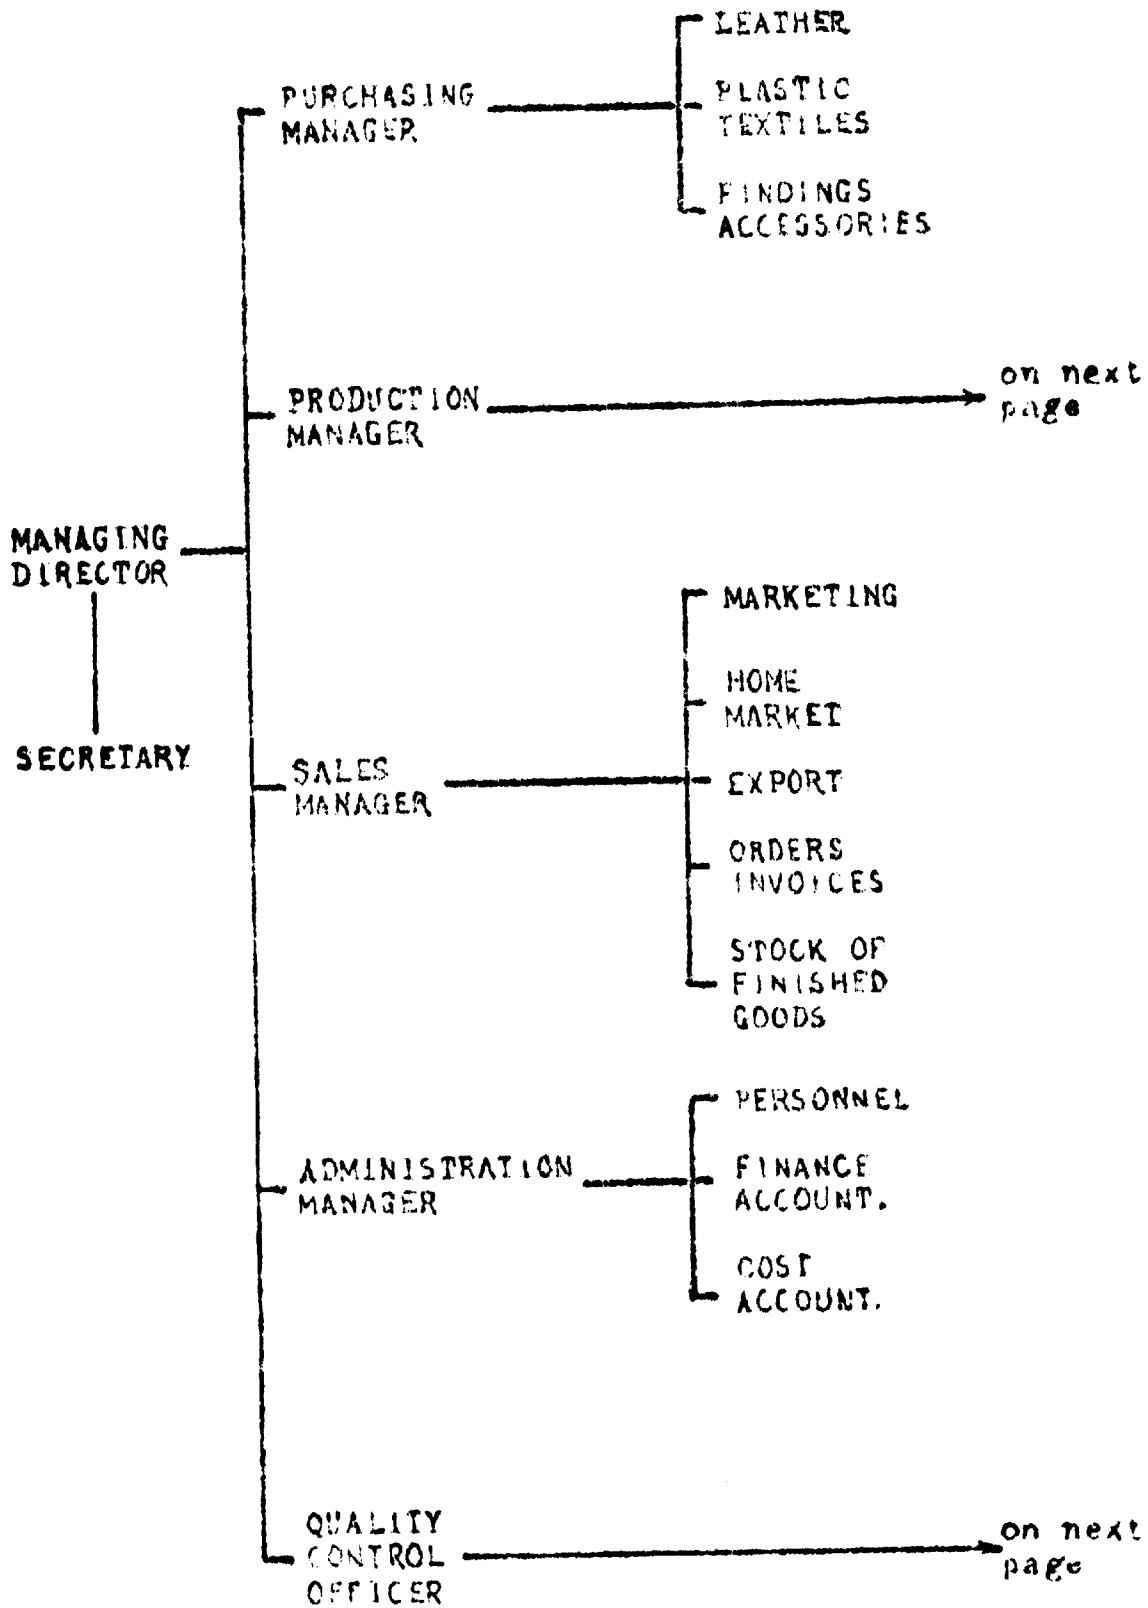 LEATHER
PURCHASING
MANAGER
PLASTIC
TEXTILES
FINDINGS
ACCESSORIES
PRODUCTION
MANAGER
on next
page
MANAGING
DIRECTOR
SECRETARY
MARKETING
HOME
MARKET
SALES
MANAGER
EXPORT
ORDERS
INVOICES
STOCK OF
FINISHED
GOODS
PERSONNEL
ADMINISTRATION
MANAGER
FINANCE
ACCOUNT.
COST
ACCOUNT.
QUALITY
CONTROL
OFFICER
on next
page